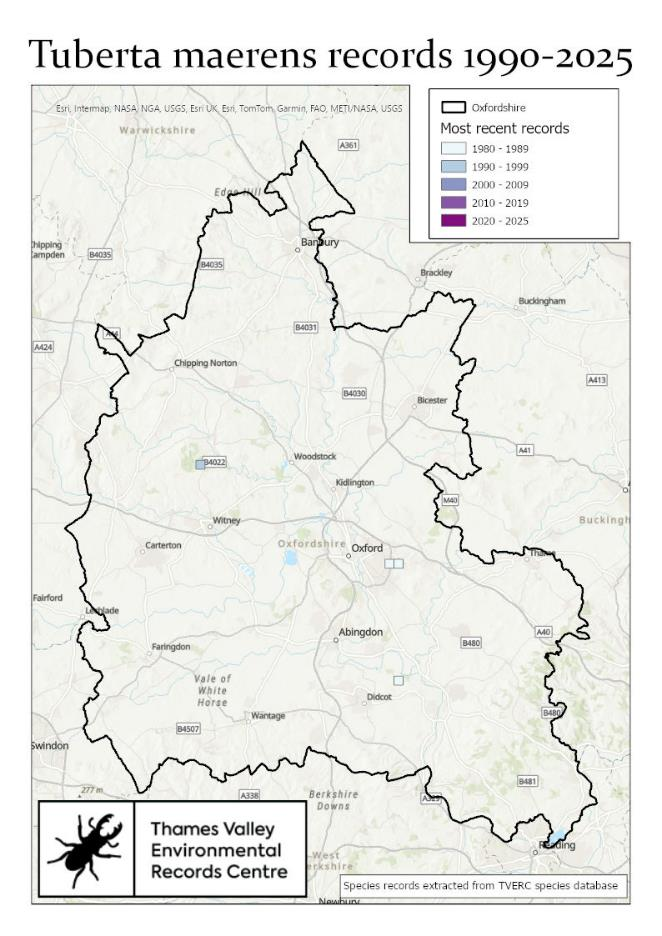 Tuberta maerens records 1990-2025
Esri, Intermap, NASA, NGA, USGS, Esri UK, Esri, TomTom, Garmin, FAO, METI/NASA, USGS
Oxfordshire
Most recent records
1980 - 1989
1990 - 1999
2000 - 2009
2010 - 2019
2020 - 2025
Warwickshire
A361
Edge Hill
Banbury
Chipping
Campden
B4035
B4035
Brackley
Buckingham
B4031
A44
A424
Chipping Norton
A413
B4030
Bicester
A41
Woodstock
B4022
Kidlington
M40
Witney
Buckingh
Oxfordshire
Oxford
Carterton
Thame
Fairford
Lechlade
Abingdon
A40
B480
Faringdon
Vale of
White
Horse
Didcot
Wantage
B480
B4507
Swindon
277 m
A338
Berkshire
Downs
A329
B481
Reading
West
erkshire
Newbury
Thames Valley
Environmental
Records Centre
Species records extracted from TVERC species database